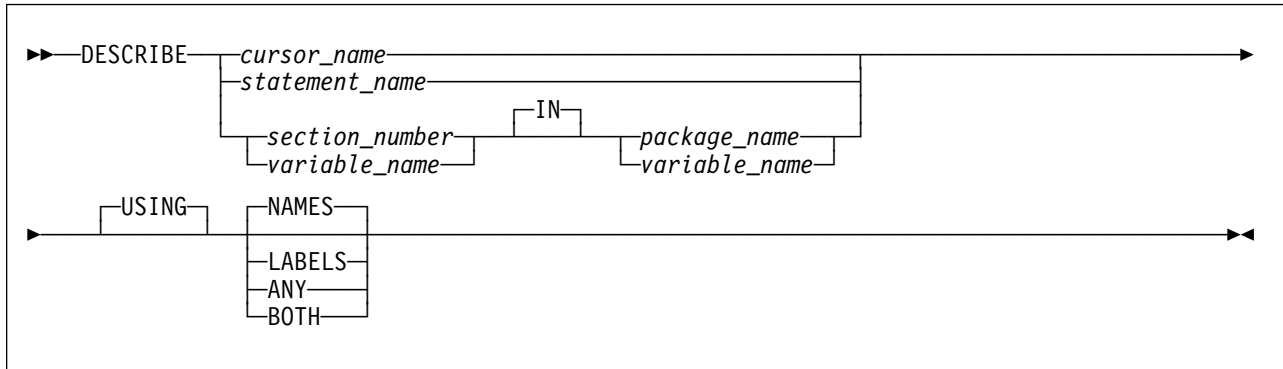 DESCRIBE cursor_name
statement_name
IN
section_number package_name
variable_name variable_name
USING NAMES
LABELS
ANY
BOTH